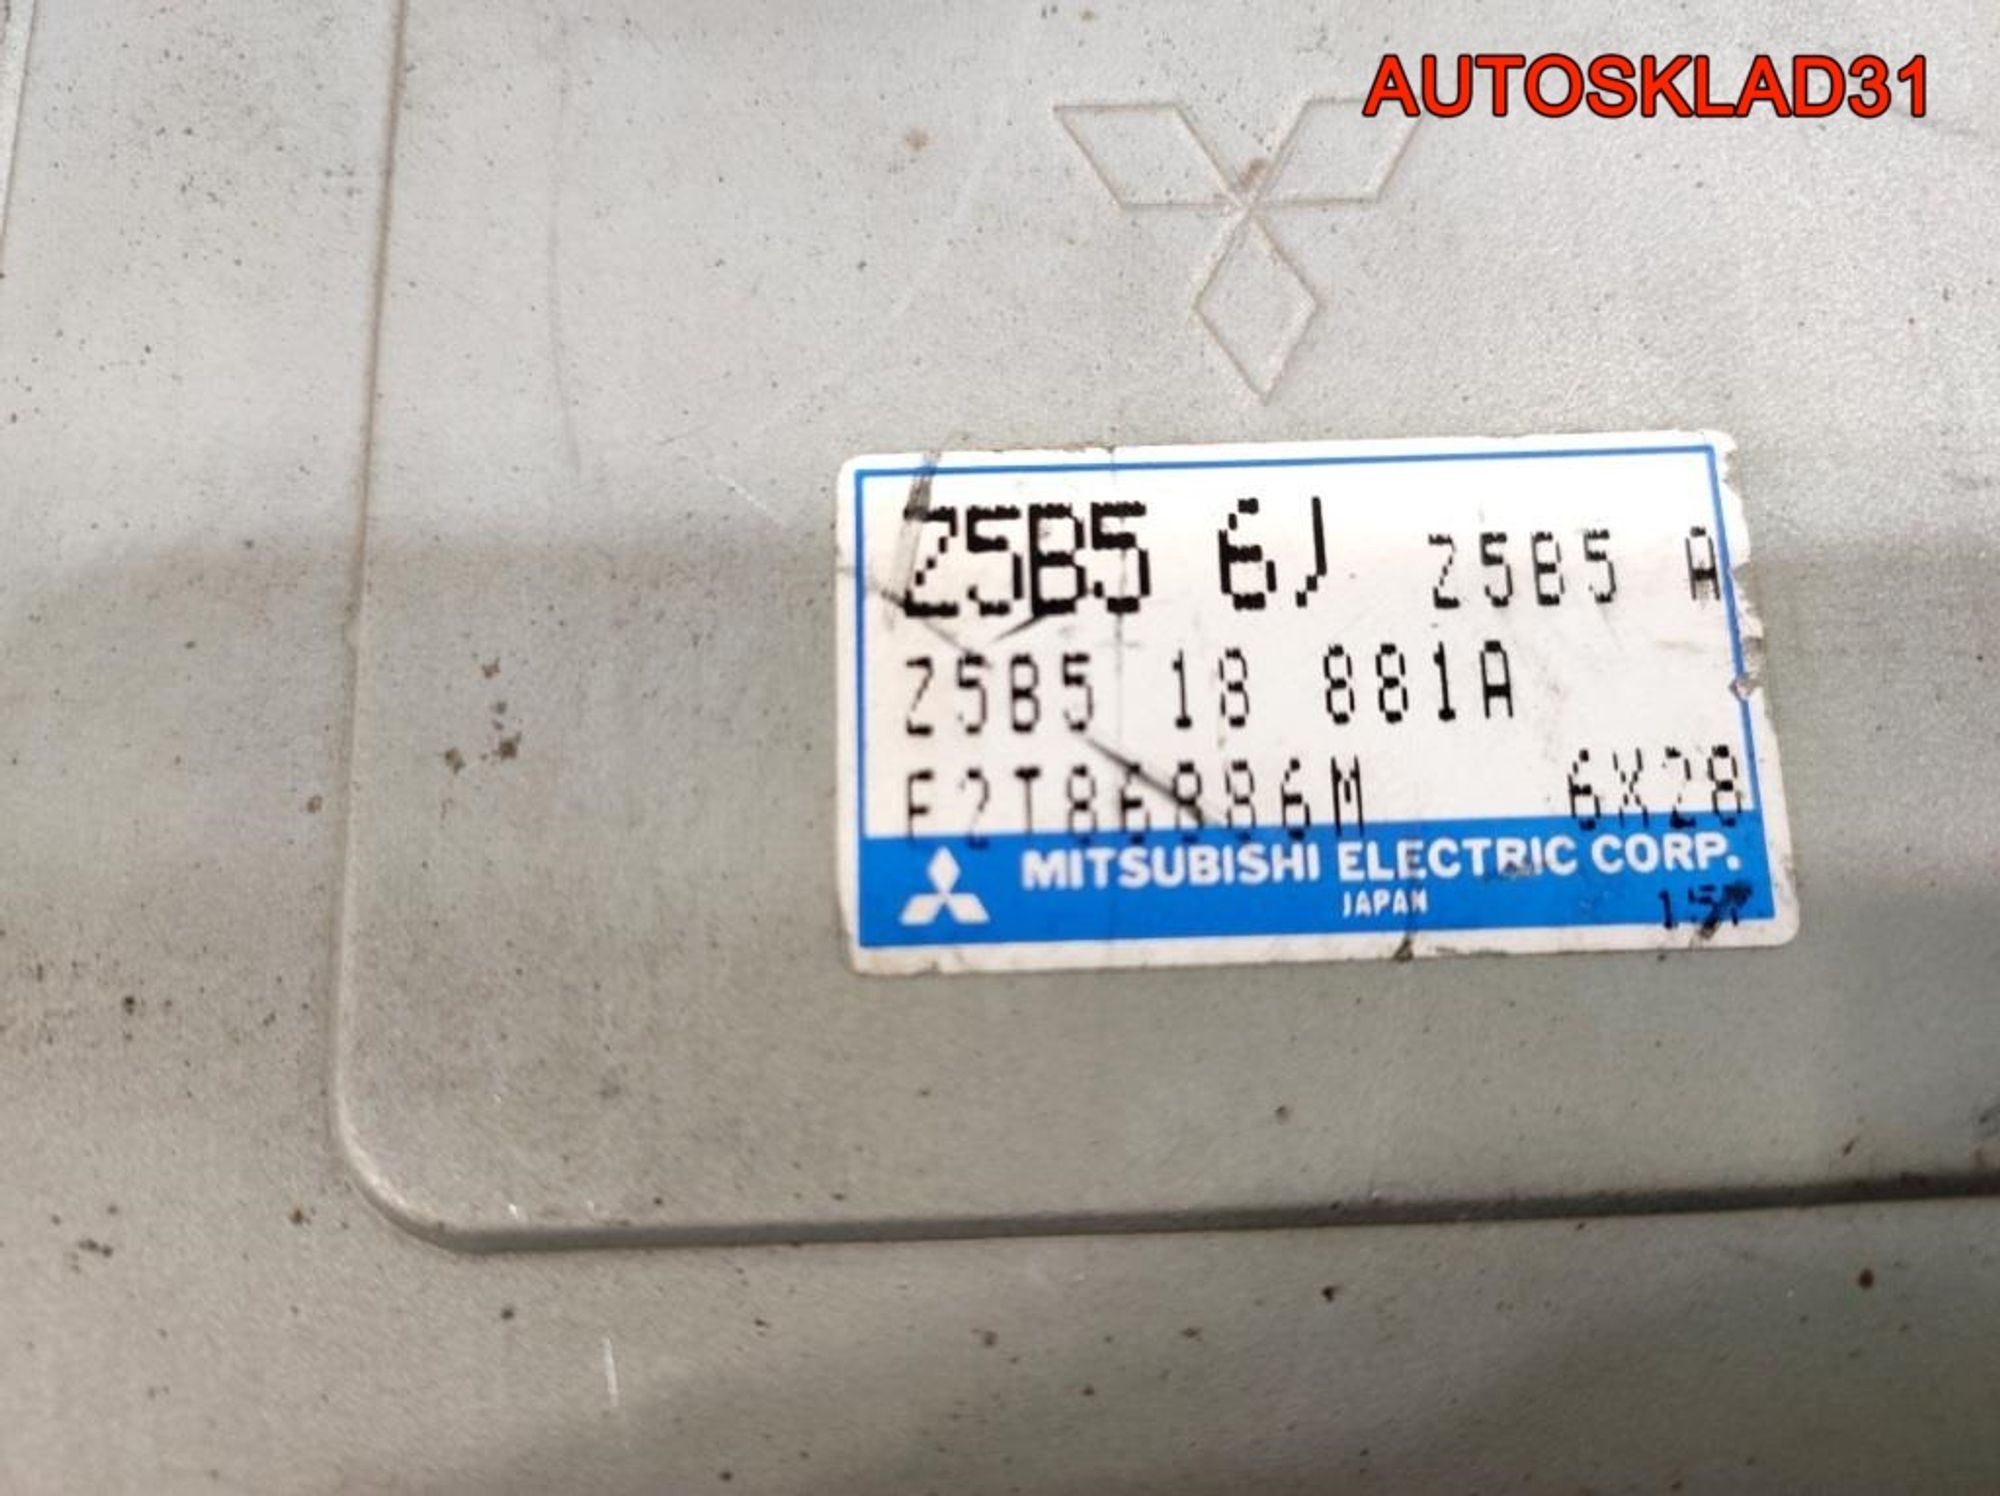 AUTOSKLAD31
Z5B5 6J Z5B5 A
Z5B5 18 881A
E2T86886M 6X28
MITSUBISHI ELECTRIC CORP.
JAPAN